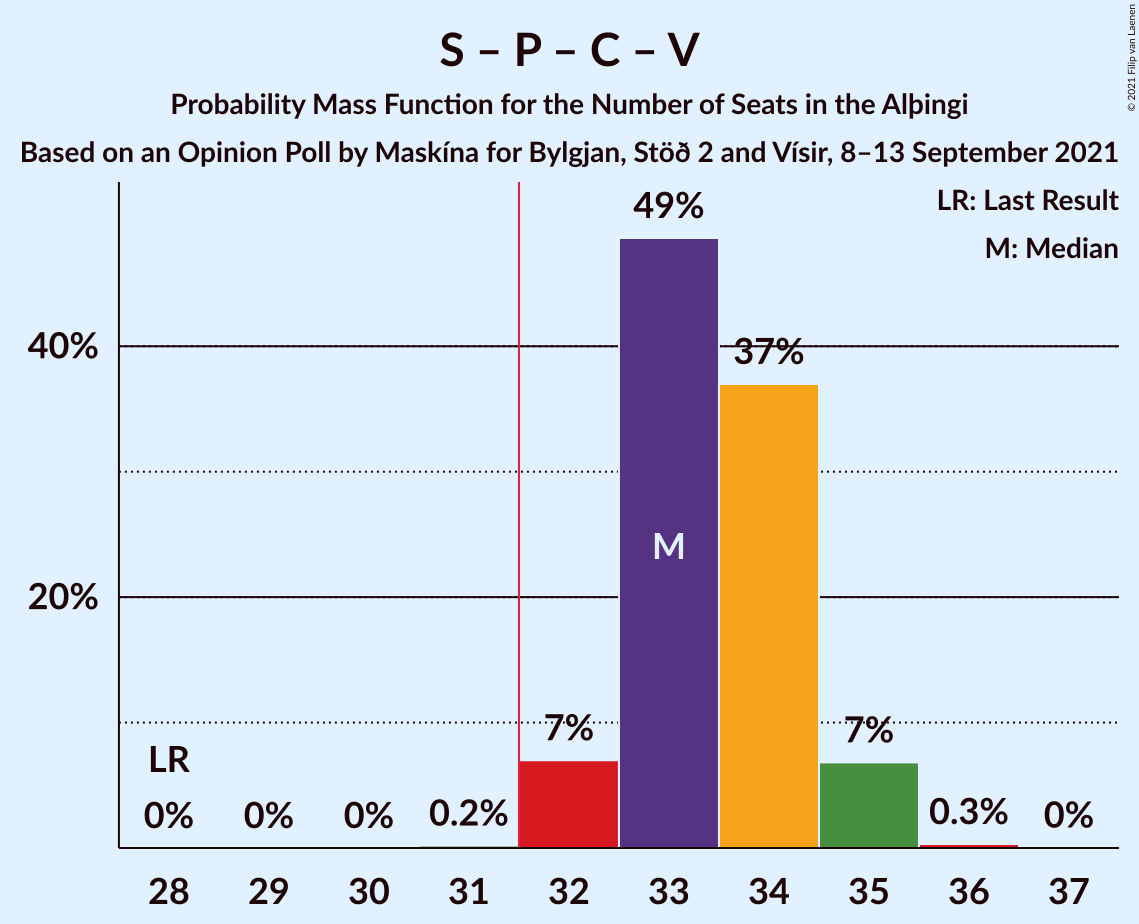 S – P – C – V
Probability Mass Function for the Number of Seats in the Alþingi
Based on an Opinion Poll by Maskína for Bylgjan, Stöð 2 and Vísir, 8–13 September 2021
© 2021 Filip van Laenen
LR: Last Result
M: Median
49%
40%
37%
M
20%
7%
7%
LR
0%
0%
0%
0.2%
0.3%
0%
28
29
30
31
32
33
34
35
36
37